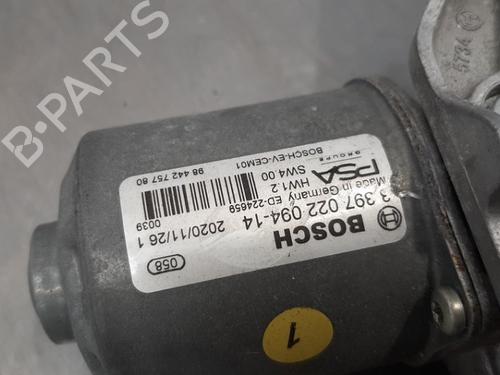 BOSCH
3 397 022 094-14 2020/11/26 1
Made in Germany ED-224659 0039
HW1.2
SW4.00
PSA
GROUPE
BOSCH-EV-CEM01
98 442 757 80
058
1
5734
B-PARTS